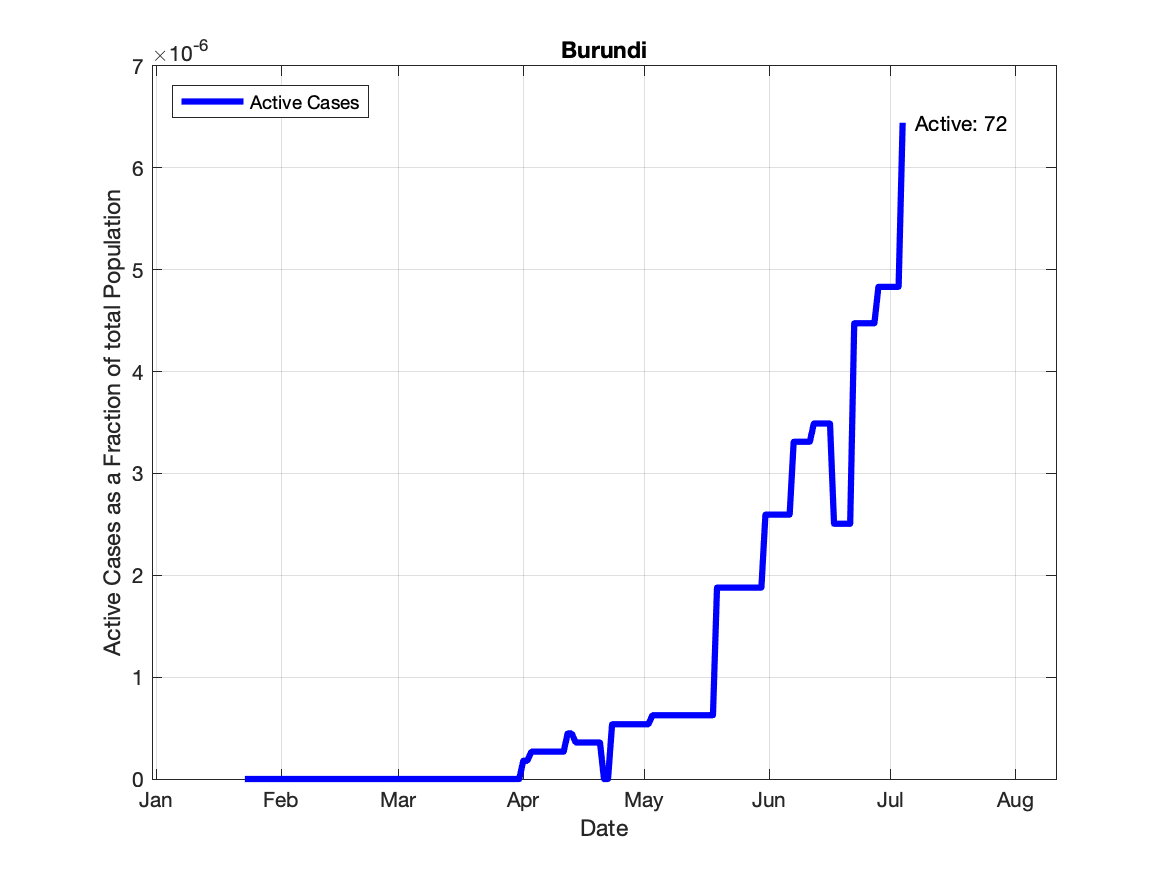 Burundi
×10-6
Active Cases
Active: 72
7
6
5
4
3
2
1
0
Active Cases as a Fraction of total Population
Jan Feb Mar Apr May Jun Jul Aug
Date